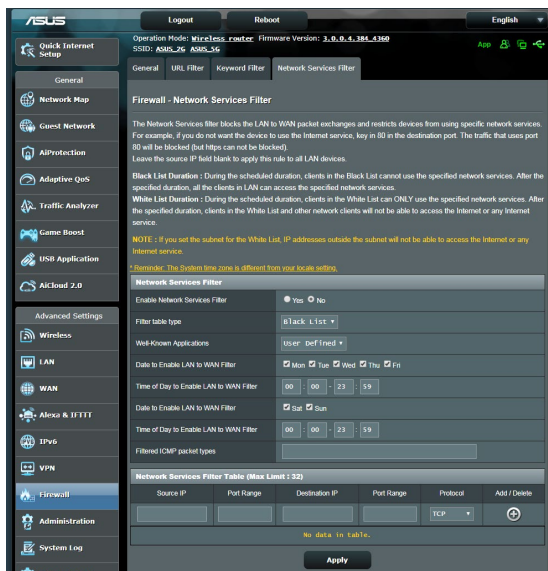 ASUS
Logout
Reboot
English
Quick Internet
Setup
General
Network Map
Guest Network
AiProtection
Adaptive QoS
Traffic Analyzer
Game Boost
USB Application
AiCloud 2.0
Advanced Settings
Wireless
LAN
WAN
Alexa & IFTTT
IPv6
VPN
Firewall
Administration
System Log
Operation Mode: Wireless router Firmware Version: 3.0.0.4.384_4360
SSID: ASUS_2G ASUS_5G
App
General
URL Filter
Keyword Filter
Network Services Filter
Firewall - Network Services Filter
The Network Services filter blocks the LAN to WAN packet exchanges and restricts devices from using specific network services.
For example, if you do not want the device to use the Internet service, key in 80 in the destination port. The traffic that uses port
80 will be blocked (but https can not be blocked).
Leave the source IP field blank to apply this rule to all LAN devices.
Black List Duration : During the scheduled duration, clients in the Black List cannot use the specified network services. After the
specified duration, all the clients in LAN can access the specified network services.
White List Duration : During the scheduled duration, clients in the White List can ONLY use the specified network services. After
the specified duration, clients in the White List and other network clients will not be able to access the Internet or any Internet
service.
NOTE : If you set the subnet for the White List, IP addresses outside the subnet will not be able to access the Internet or any
Internet service.
* Reminder: The System time zone is different from your locale setting.
Network Services Filter
Enable Network Services Filter
Yes No
Filter table type
Black List
Well-Known Applications
User Defined
Date to Enable LAN to WAN Filter
Mon Tue Wed Thu Fri
Time of Day to Enable LAN to WAN Filter
00 : 00 - 23 : 59
Date to Enable LAN to WAN Filter
Sat Sun
Time of Day to Enable LAN to WAN Filter
00 : 00 - 23 : 59
Filtered ICMP packet types
Network Services Filter Table (Max Limit : 32)
Source IP Port Range Destination IP Port Range Protocol Add / Delete
TCP
No data in table.
Apply